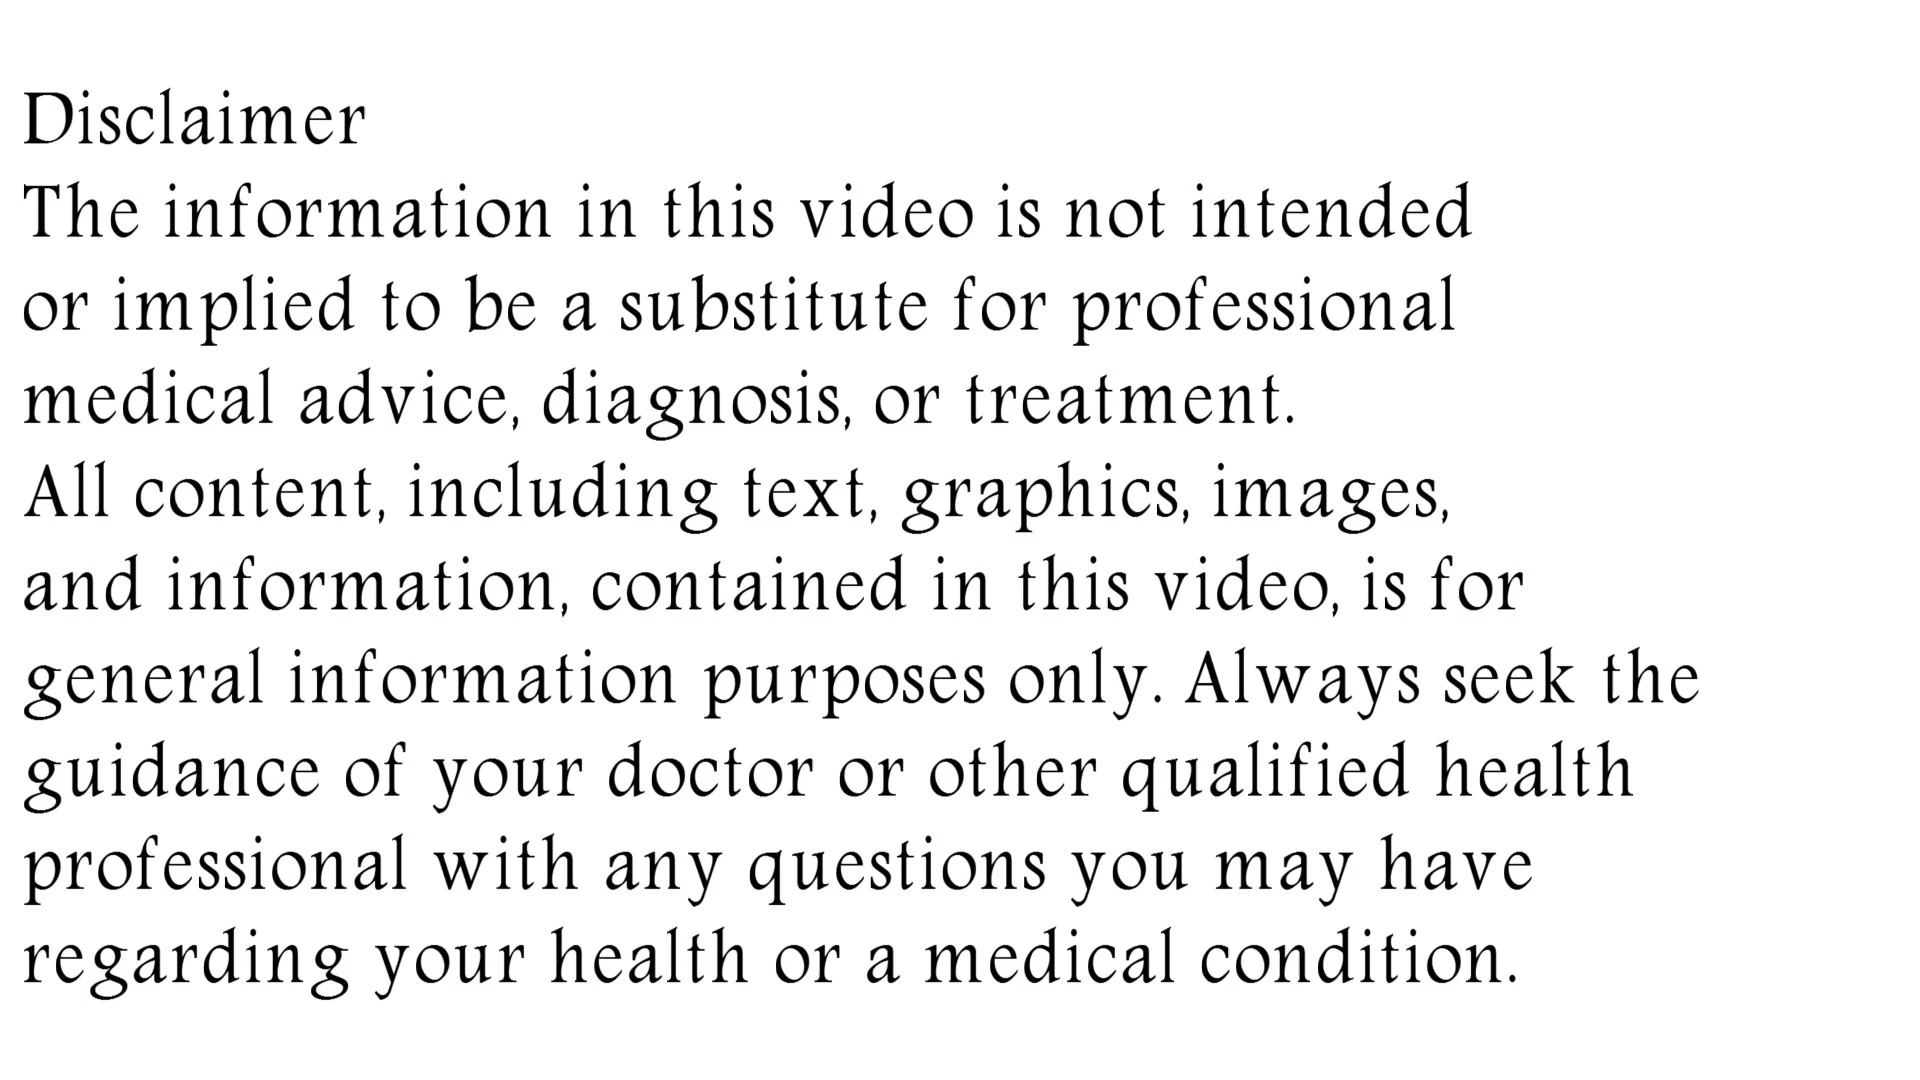 Disclaimer
The information in this video is not intended
or implied to be a substitute for professional
medical advice, diagnosis, or treatment.
All content, including text, graphics, images,
and information, contained in this video, is for
general information purposes only. Always seek the
guidance of your doctor or other qualified health
professional with any questions you may have
regarding your health or a medical condition.